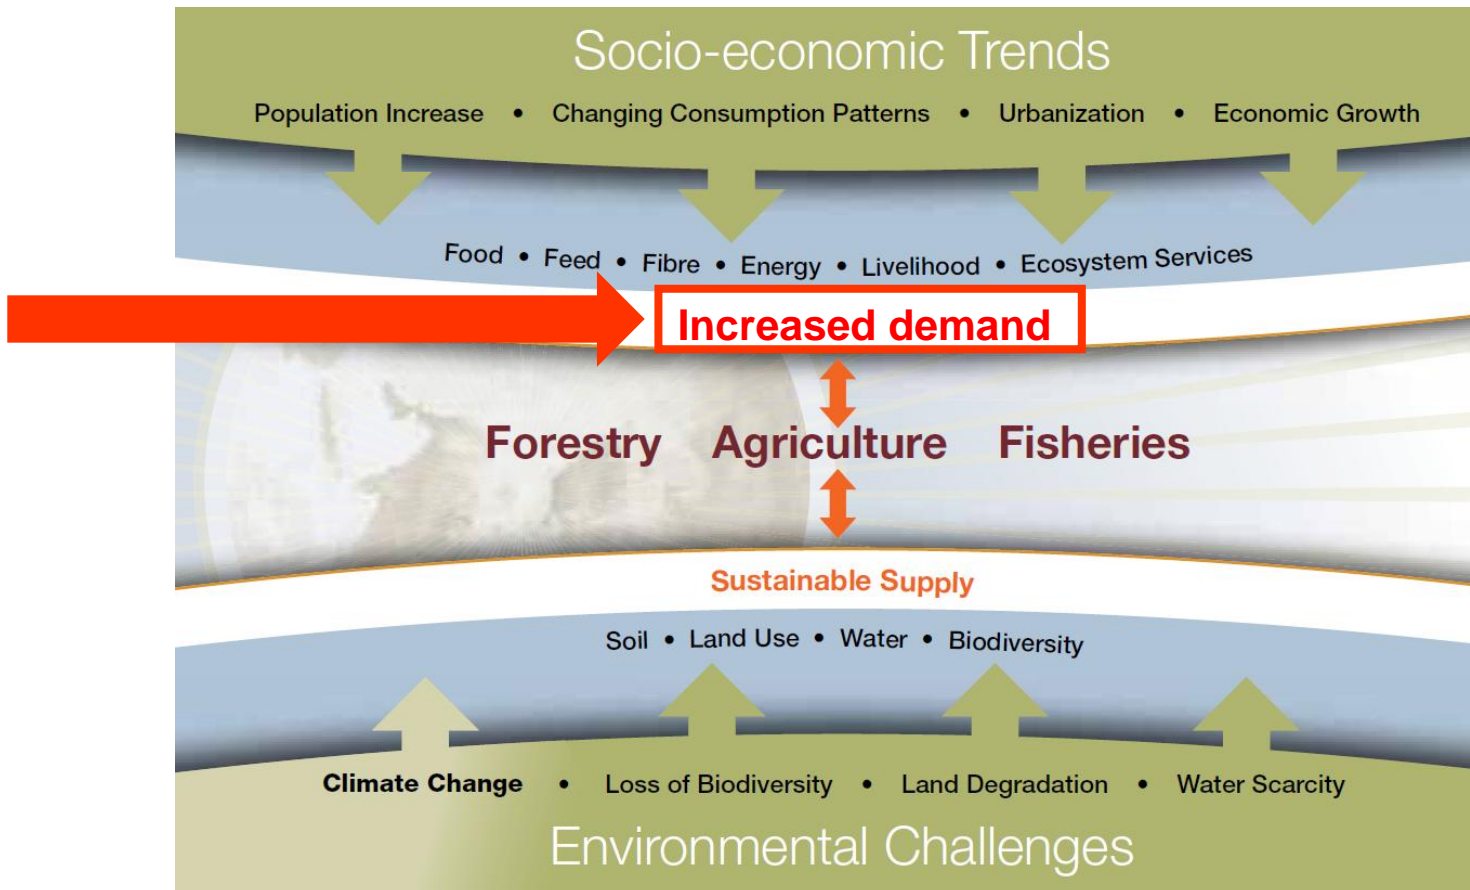 Socio-economic Trends
Population Increase • Changing Consumption Patterns • Urbanization • Economic Growth
Food • Feed • Fibre • Energy • Livelihood • Ecosystem Services
Increased demand
Forestry Agriculture Fisheries
Sustainable Supply
Soil • Land Use • Water • Biodiversity
Climate Change • Loss of Biodiversity • Land Degradation • Water Scarcity
Environmental Challenges